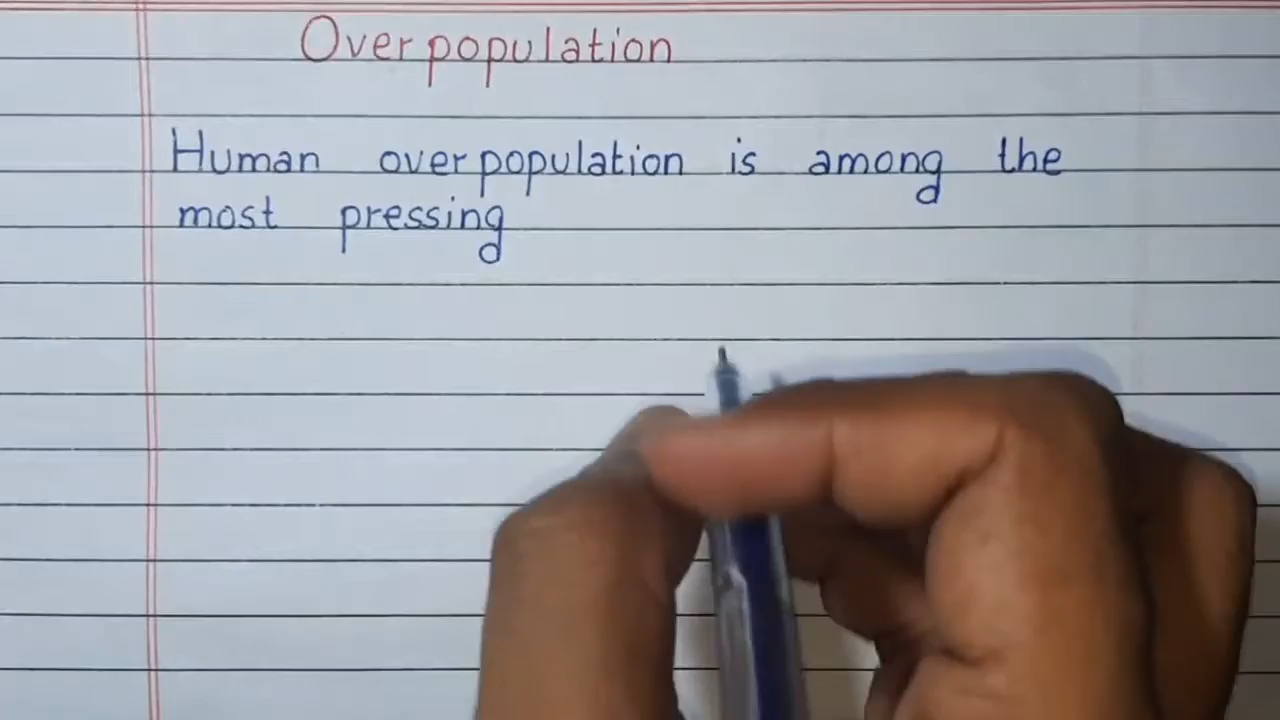 Overpopulation
Human overpopulation is among the
most pressing